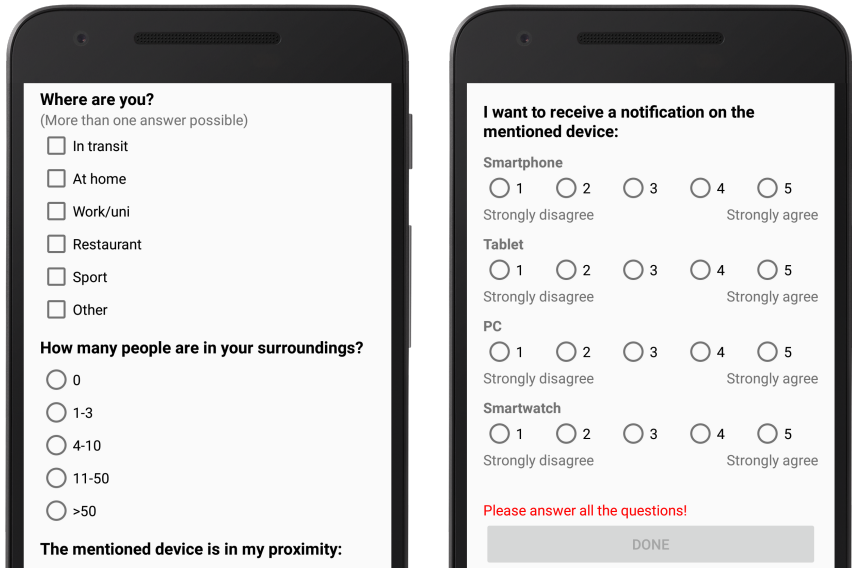 Where are you?
(More than one answer possible)
In transit
At home
Work/uni
Restaurant
Sport
Other
How many people are in your surroundings?
0
1-3
4-10
11-50
>50
The mentioned device is in my proximity:
I want to receive a notification on the
mentioned device:
Smartphone
1 2 3 4 5
Strongly disagree Strongly agree
Tablet
1 2 3 4 5
Strongly disagree Strongly agree
PC
1 2 3 4 5
Strongly disagree Strongly agree
Smartwatch
1 2 3 4 5
Strongly disagree Strongly agree
Please answer all the questions!
DONE